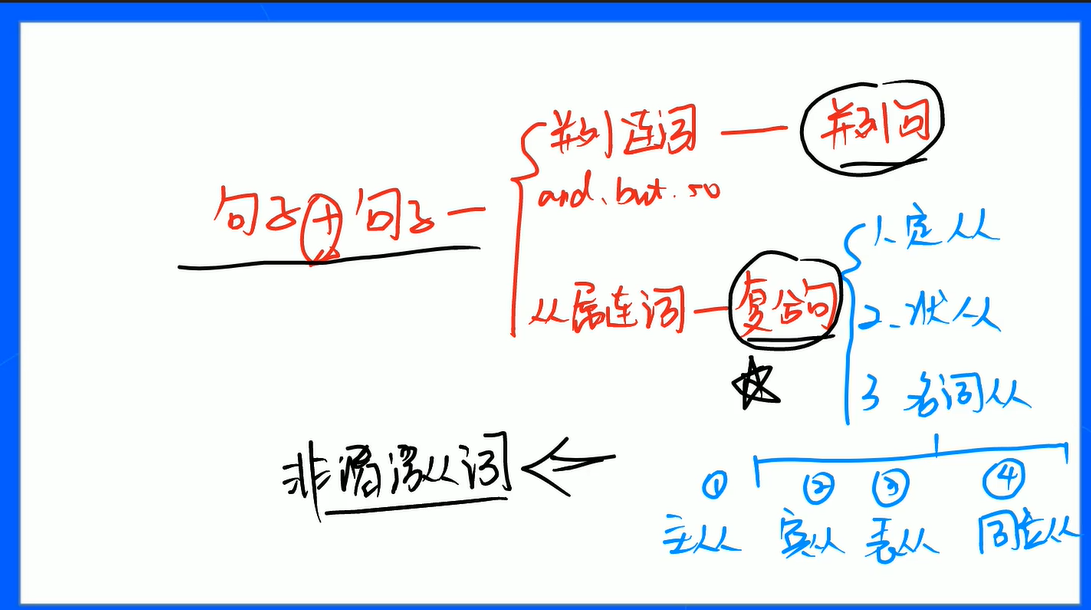 并列连词 — 并列句
and、but、so
句子+句子 —
1、定从
从属连词 — 复合句
2、状从
3 名词从
非谓语词
① ② ③ ④
主从 宾从 表从 同位从